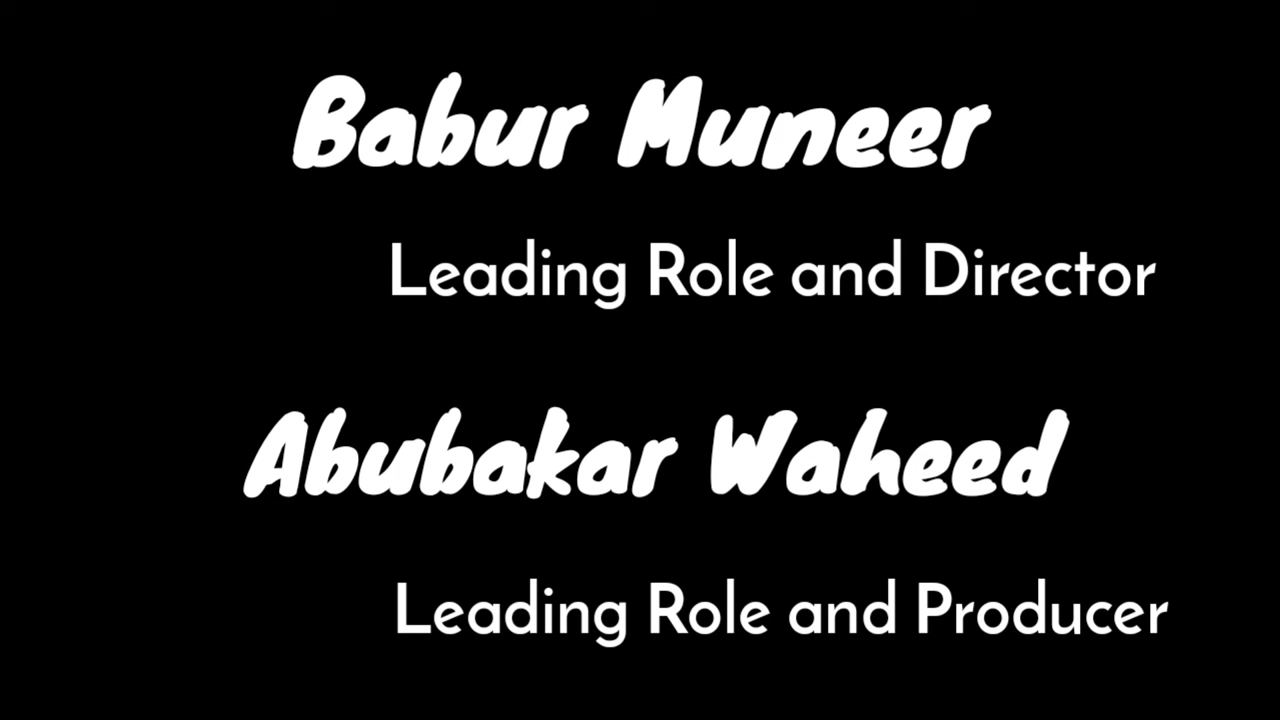 Babur Muneer
Leading Role and Director
Abubakar Waheed
Leading Role and Producer